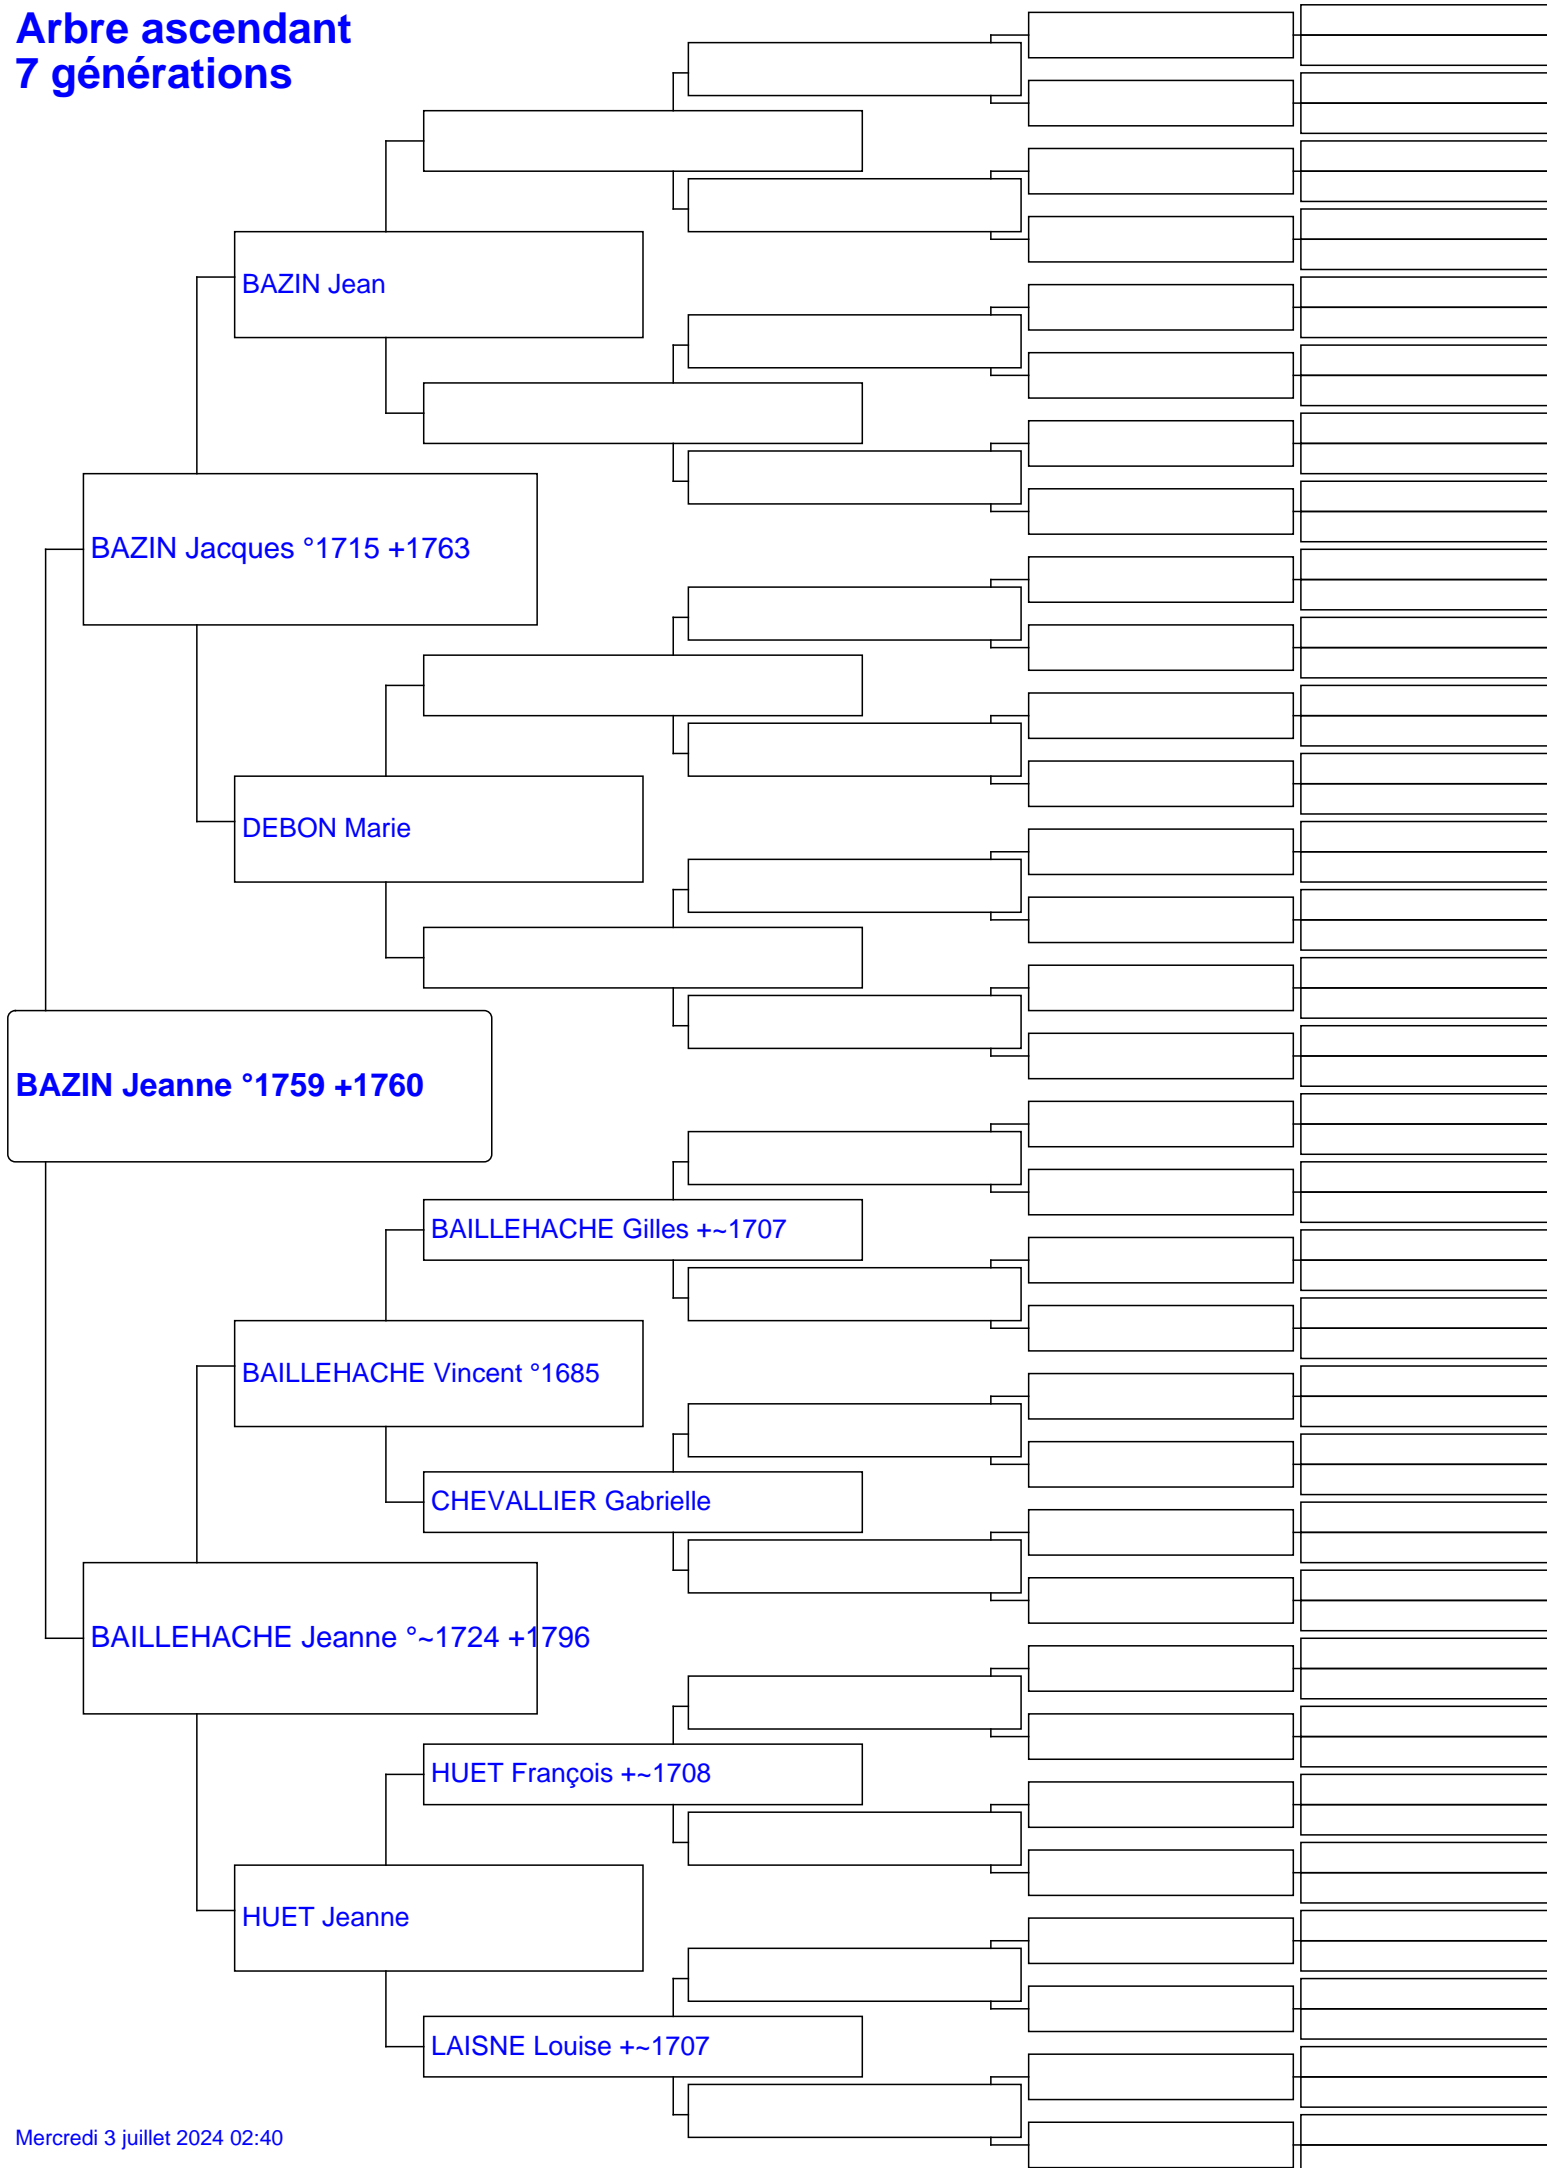 Arbre ascendant
7 générations
BAZIN Jean
BAZIN Jacques °1715 +1763
DEBON Marie
BAZIN Jeanne °1759 +1760
BAILLEHACHE Gilles +~1707
BAILLEHACHE Vincent °1685
CHEVALLIER Gabrielle
BAILLEHACHE Jeanne °~1724 +1796
HUET François +~1708
HUET Jeanne
LAISNE Louise +~1707
Mercredi 3 juillet 2024 02:40